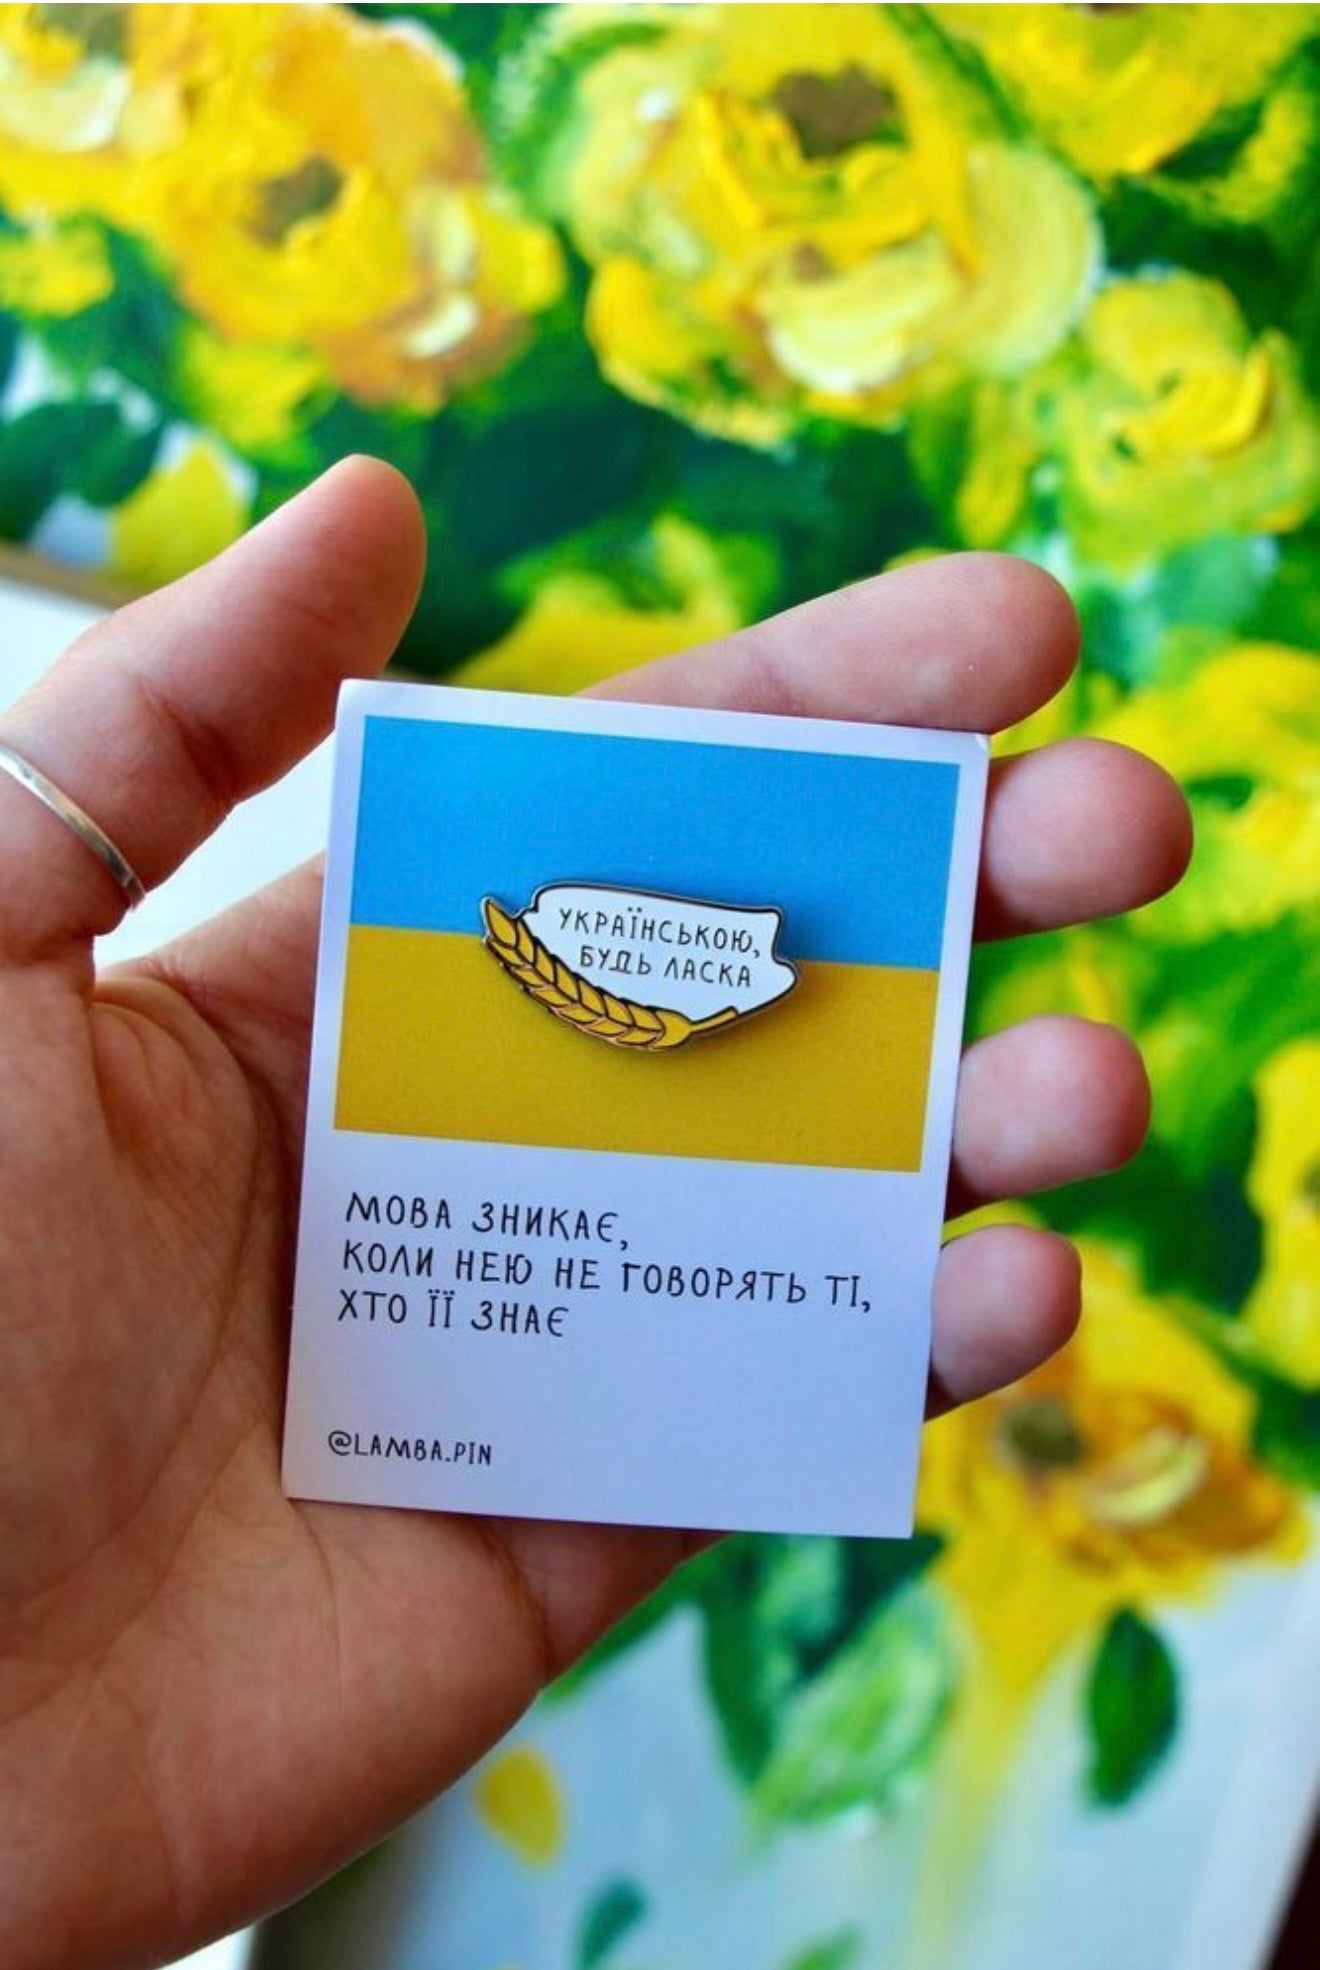 УКРАЇНСЬКОЮ,
БУДЬ ЛАСКА
МОВА ЗНИКАЄ,
КОЛИ НЕЮ НЕ ГОВОРЯТЬ ТІ,
ХТО ЇЇ ЗНАЄ
@LAMBA.PIN